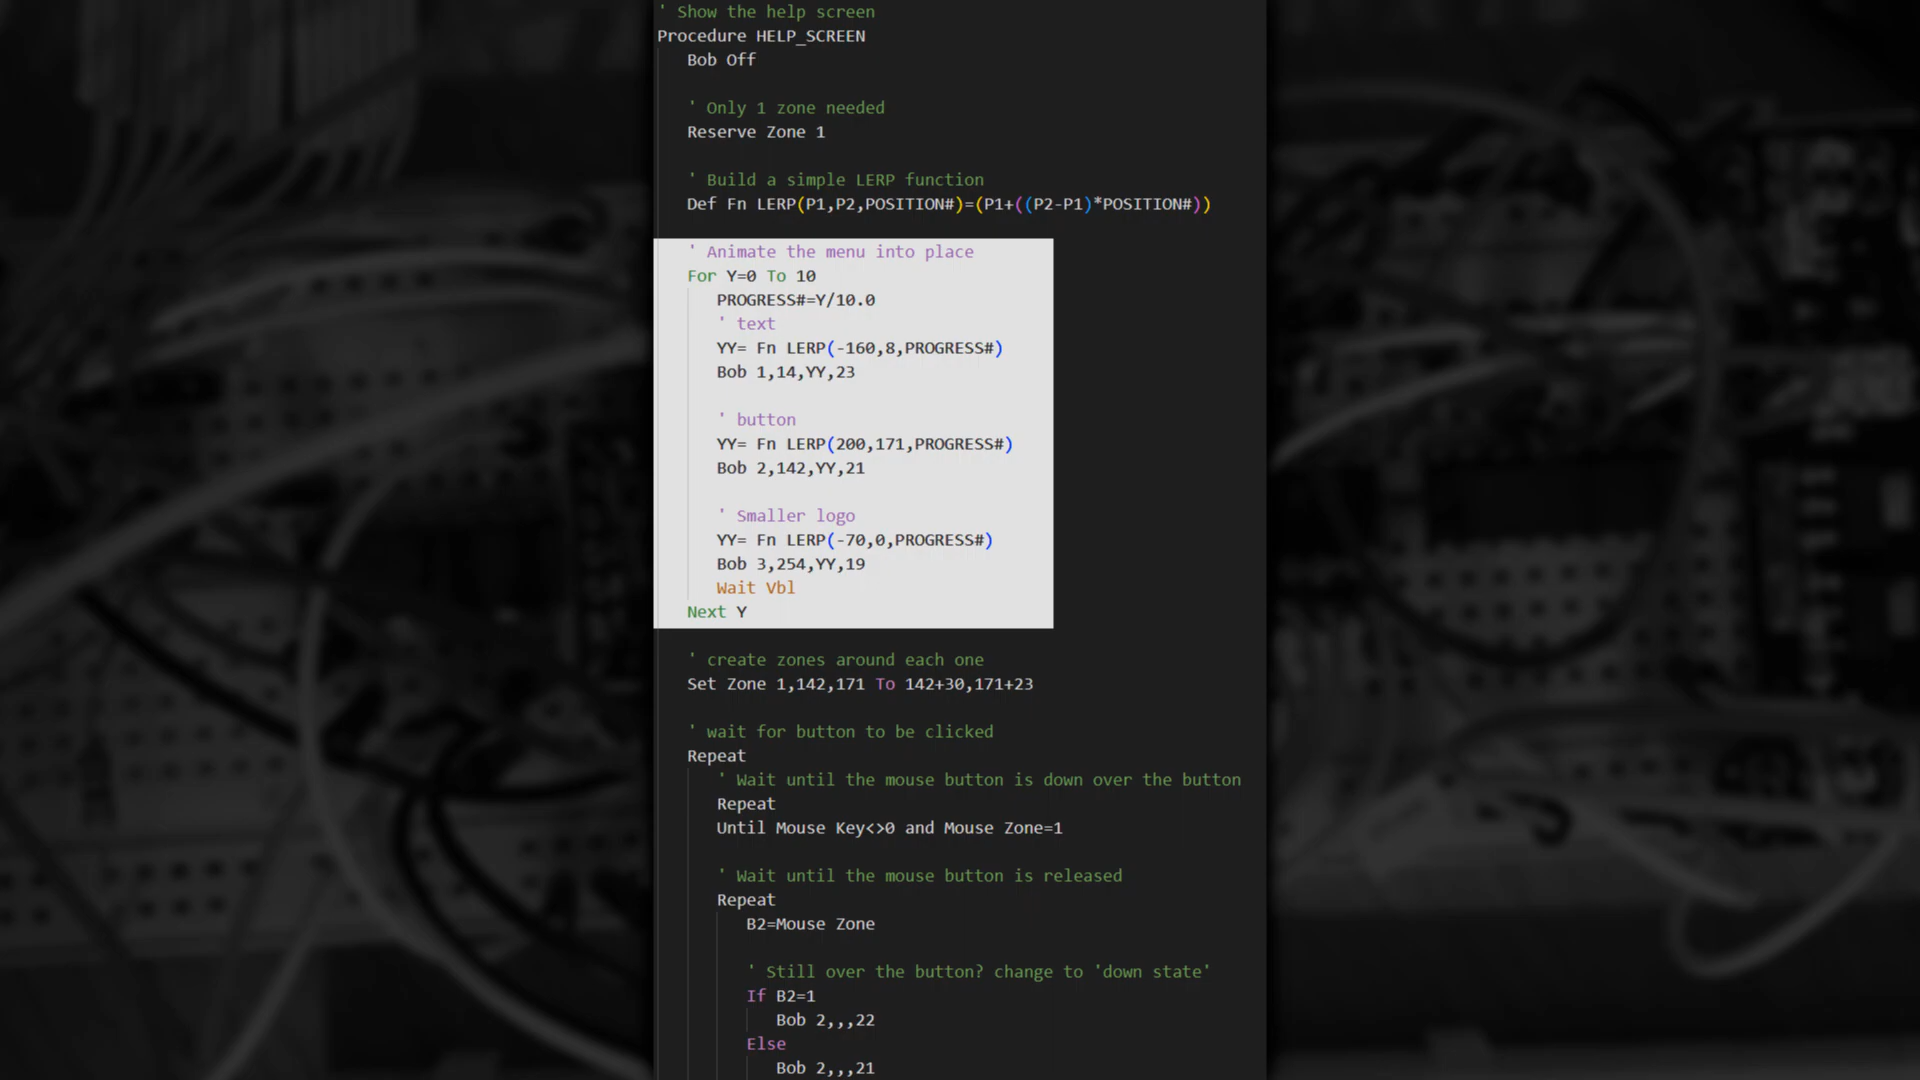 ' Show the help screen
Procedure HELP_SCREEN
Bob Off
' Only 1 zone needed
Reserve Zone 1
' Build a simple LERP function
Def Fn LERP(P1,P2,POSITION#)=(P1+((P2-P1)*POSITION#))
' Animate the menu into place
For Y=0 To 10
PROGRESS#=Y/10.0
' text
YY= Fn LERP(-160,8,PROGRESS#)
Bob 1,14,YY,23
' button
YY= Fn LERP(200,171,PROGRESS#)
Bob 2,142,YY,21
' Smaller logo
YY= Fn LERP(-70,0,PROGRESS#)
Bob 3,254,YY,19
Wait Vbl
Next Y
' create zones around each one
Set Zone 1,142,171 To 142+30,171+23
' wait for button to be clicked
Repeat
' Wait until the mouse button is down over the button
Repeat
Until Mouse Key<>0 and Mouse Zone=1
' Wait until the mouse button is released
Repeat
B2=Mouse Zone
' Still over the button? change to 'down state'
If B2=1
Bob 2,,,22
Else
Bob 2,,,21